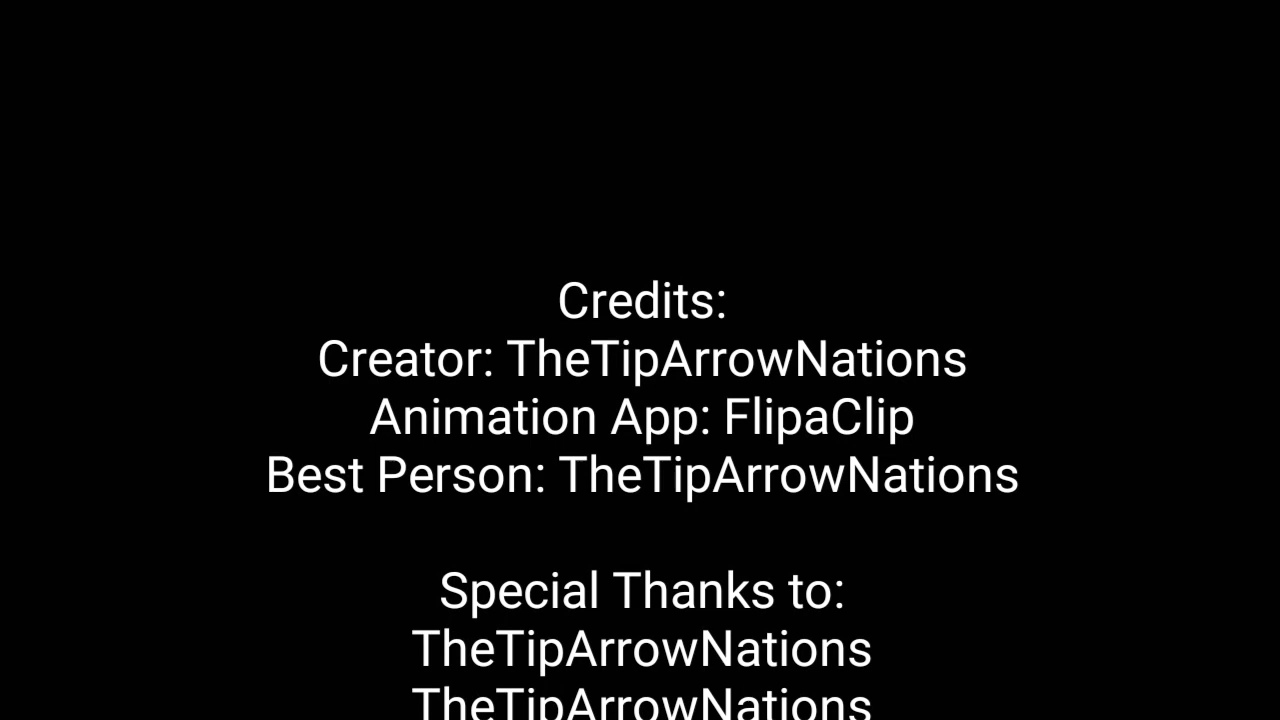 Credits:
Creator: TheTipArrowNations
Animation App: FlipaClip
Best Person: TheTipArrowNations
Special Thanks to:
TheTipArrowNations
TheTipArrowNations